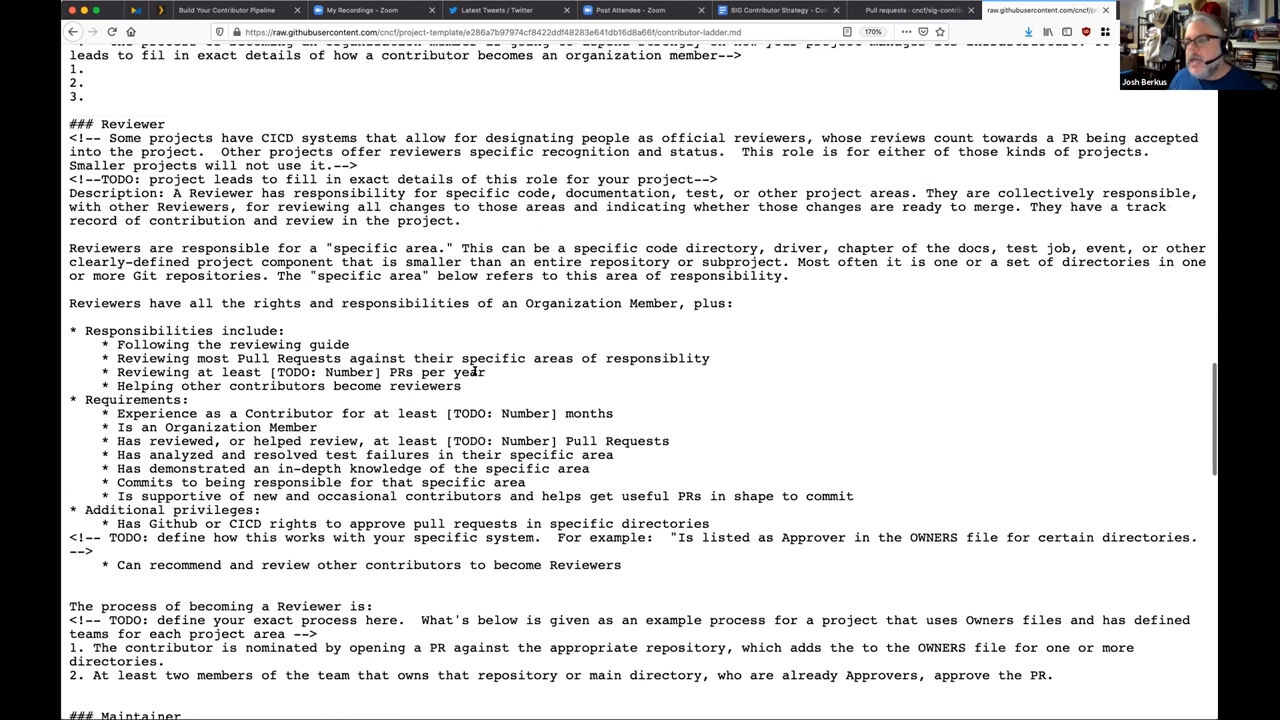 Build Your Contributor Pipeline
My Recordings - Zoom
Latest Tweets / Twitter
Post Attendee - Zoom
SIG Contributor Strategy - Con
Pull requests · cncf/sig-contrib
raw.githubusercontent.com/cncf/pr
https://raw.githubusercontent.com/cncf/project-template/e286a7b97974cf8422ddf48283e641db16d8a66f/contributor-ladder.md
170%
Josh Berkus
leads to fil in exact details of how a contributor becomes an organization member-->
1.
2.
3.
### Reviewer
<!-- Some projects have CICD systems that allow for designating people as official reviewers, whose reviews count towards a PR being accepted
into the project.  Other projects offer reviewers specific recognition and status.  This role is for either of those kinds of projects.
Smaller projects will not use it.-->
<!--TODO: project leads to fill in exact details of this role for your project-->
Description: A Reviewer has responsibility for specific code, documentation, test, or other project areas. They are collectively responsible,
with other Reviewers, for reviewing all changes to those areas and indicating whether those changes are ready to merge. They have a track
record of contribution and review in the project.
Reviewers are responsible for a "specific area." This can be a specific code directory, driver, chapter of the docs, test job, event, or other
clearly-defined project component that is smaller than an entire repository or subproject. Most often it is one or a set of directories in one
or more Git repositories. The "specific area" below refers to this area of responsibility.
Reviewers have all the rights and responsibilities of an Organization Member, plus:
* Responsibilities include:
* Following the reviewing guide
* Reviewing most Pull Requests against their specific areas of responsiblity
* Reviewing at least [TODO: Number] PRs per year
* Helping other contributors become reviewers
* Requirements:
* Experience as a Contributor for at least [TODO: Number] months
* Is an Organization Member
* Has reviewed, or helped review, at least [TODO: Number] Pull Requests
* Has analyzed and resolved test failures in their specific area
* Has demonstrated an in-depth knowledge of the specific area
* Commits to being responsible for that specific area
* Is supportive of new and occasional contributors and helps get useful PRs in shape to commit
* Additional privileges:
* Has Github or CICD rights to approve pull requests in specific directories
<!-- TODO: define how this works with your specific system.  For example:  "Is listed as Approver in the OWNERS file for certain directories.
-->
* Can recommend and review other contributors to become Reviewers
The process of becoming a Reviewer is:
<!-- TODO: define your exact process here.  What's below is given as an example process for a project that uses Owners files and has defined
teams for each project area -->
1. The contributor is nominated by opening a PR against the appropriate repository, which adds the to the OWNERS file for one or more
directories.
2. At least two members of the team that owns that repository or main directory, who are already Approvers, approve the PR.
### Maintainer